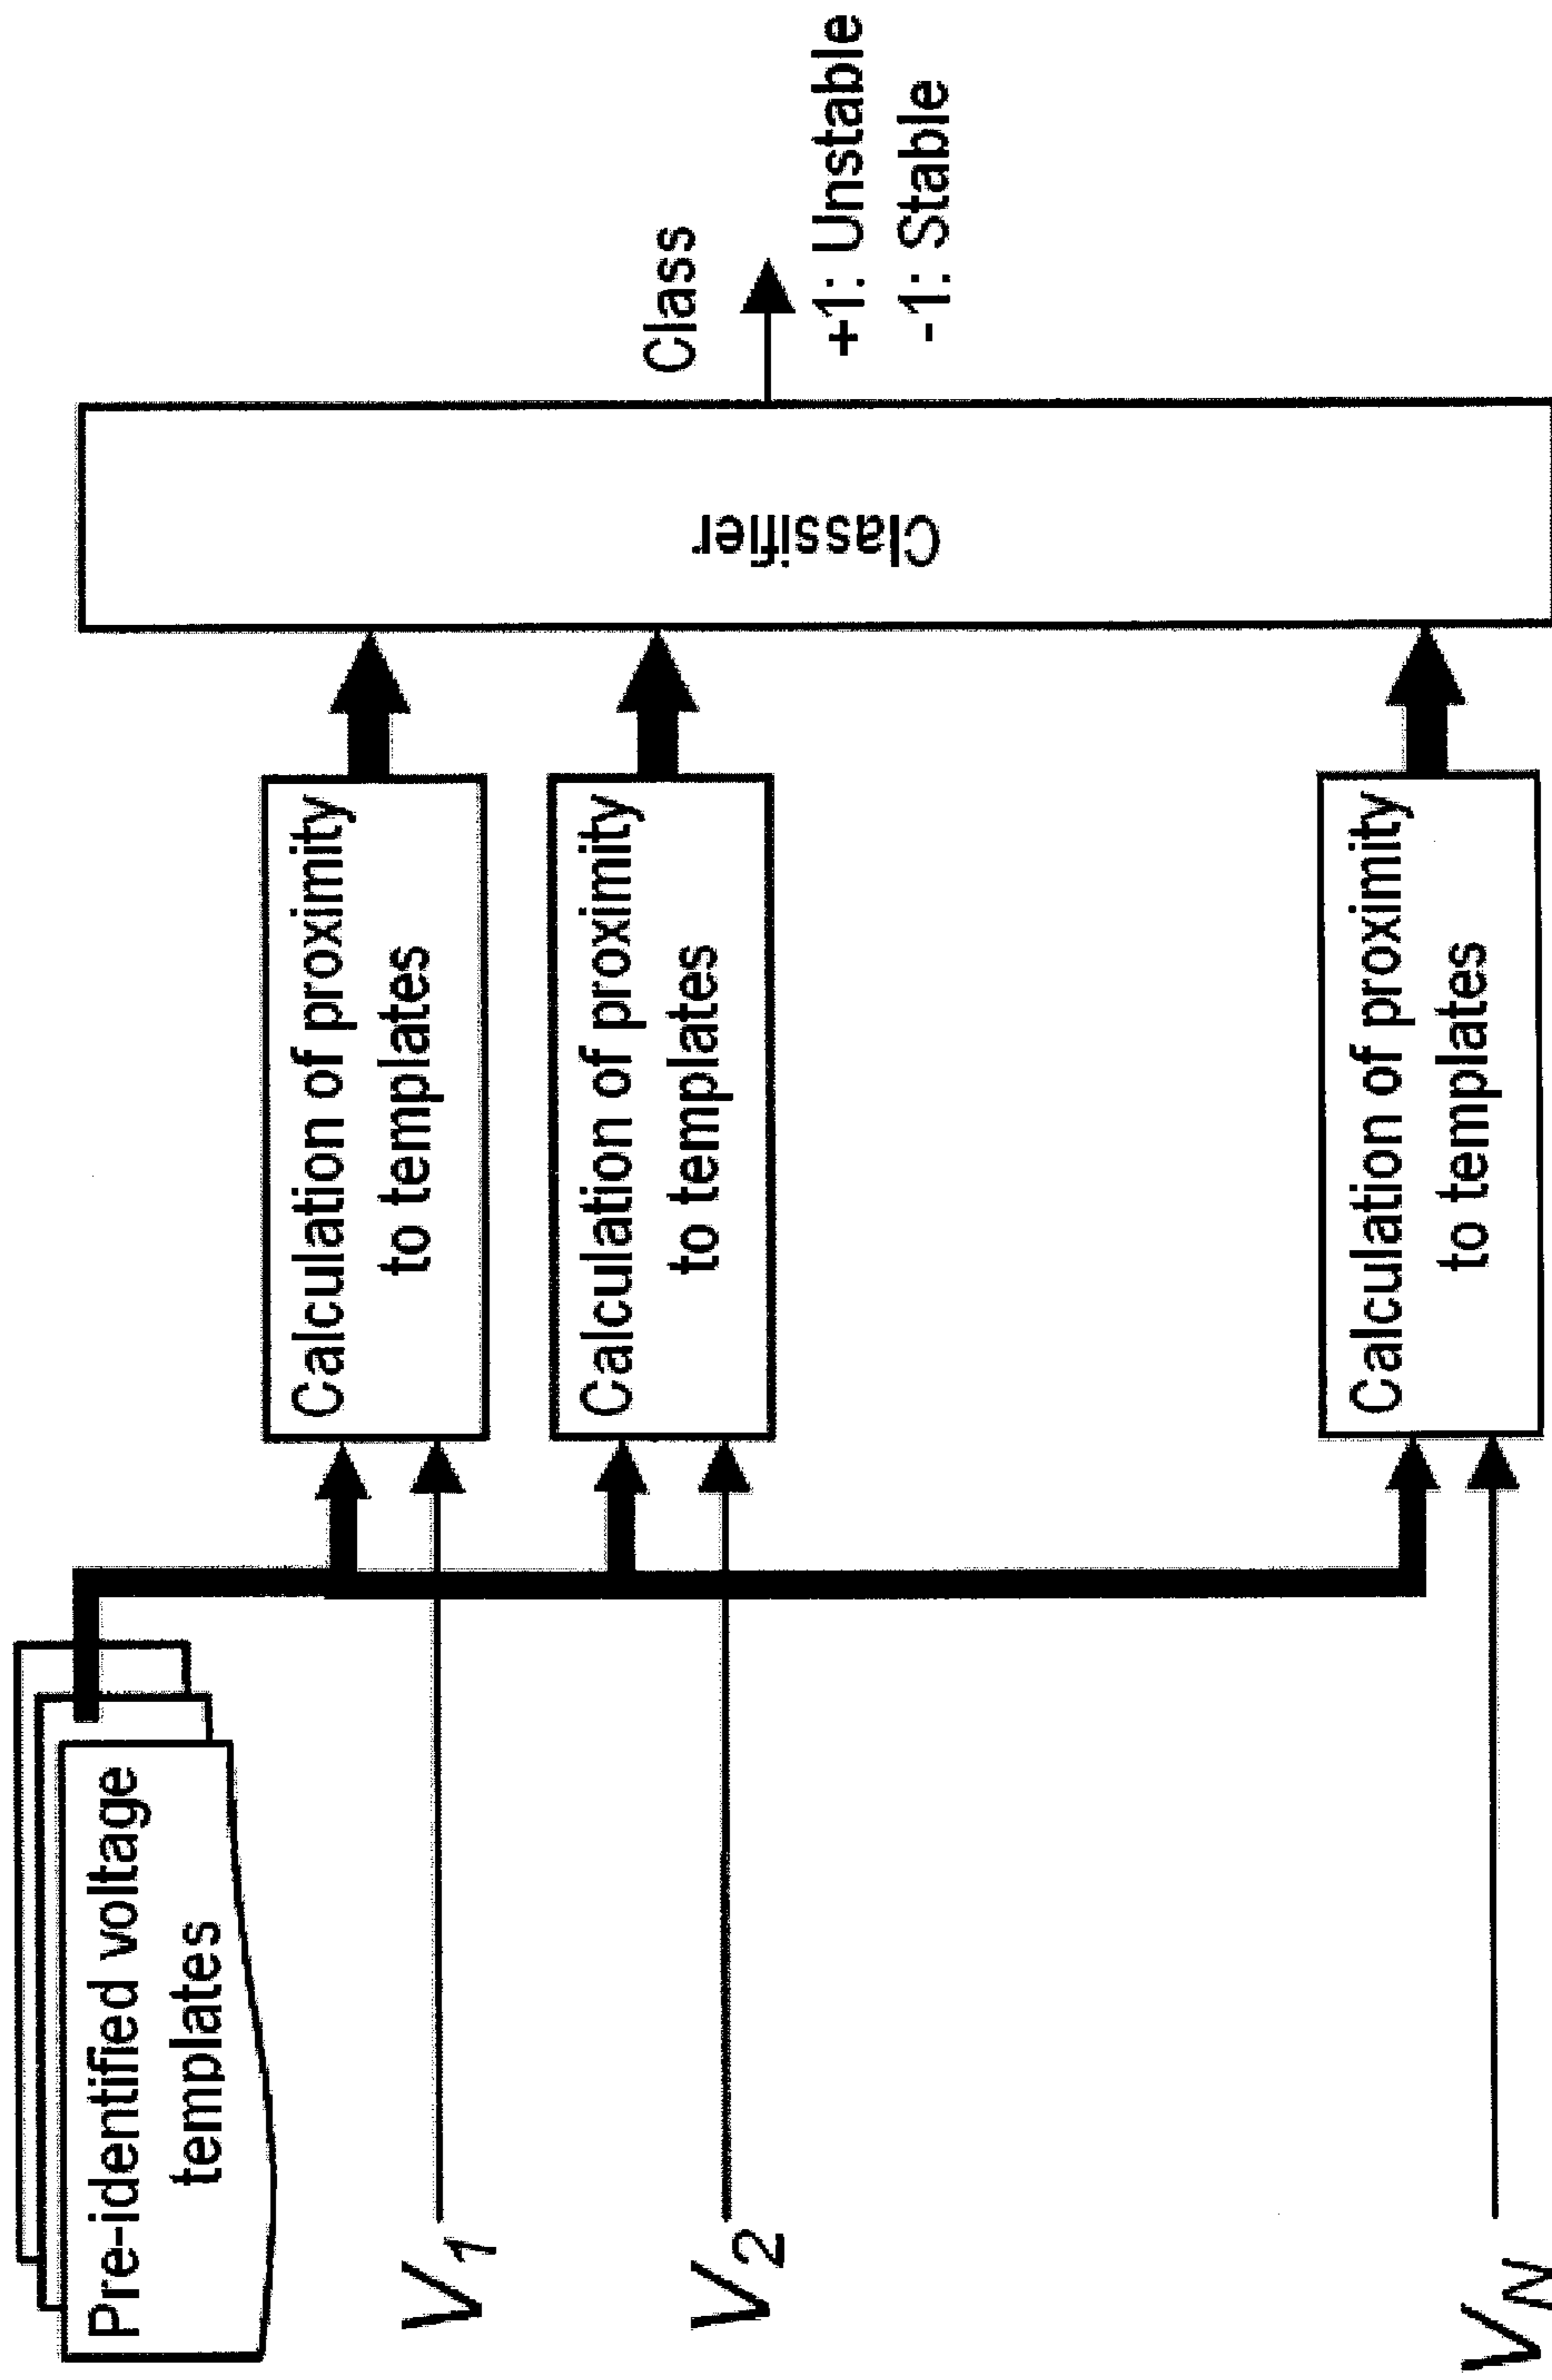 Pre-identified voltage
templates
V1
V2
VN
Calculation of proximity
to templates
Calculation of proximity
to templates
Calculation of proximity
to templates
Classifier
Class
+1: Unstable
-1: Stable